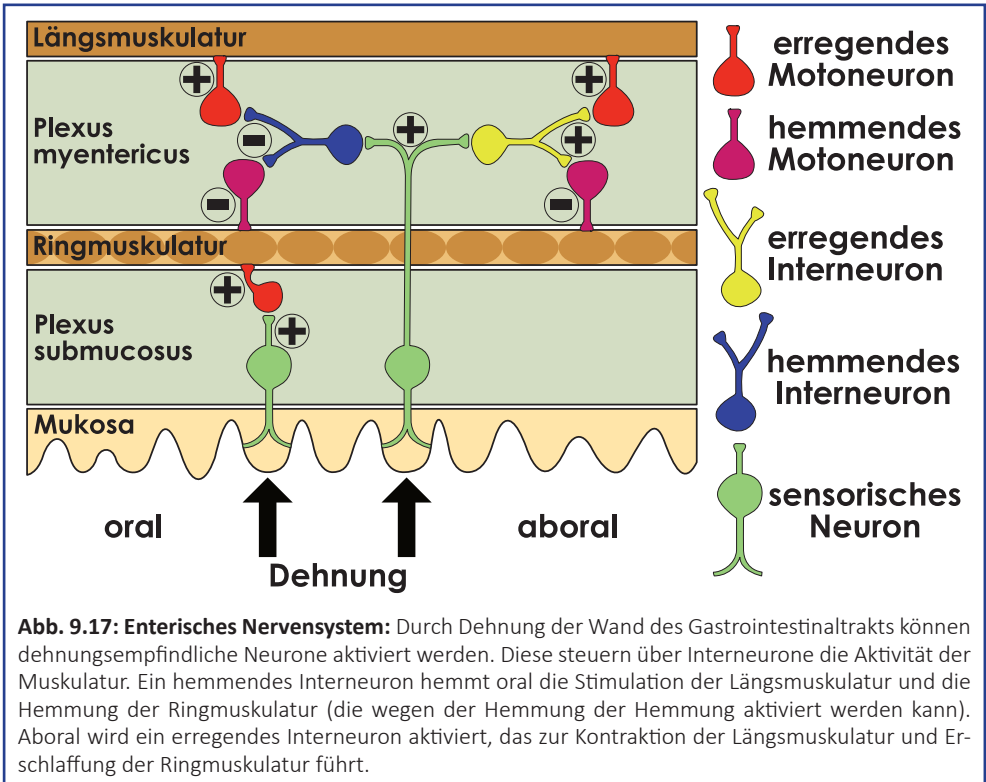 Längsmuskulatur
Plexus
myentericus
Ringmuskulatur
Plexus
submucosus
Mukosa
+
+
−
+
+
−
−
+
+
oral
aboral
Dehnung
erregendes
Motoneuron
hemmendes
Motoneuron
erregendes
Interneuron
hemmendes
Interneuron
sensorisches
Neuron
Abb. 9.17: Enterisches Nervensystem: Durch Dehnung der Wand des Gastrointestinaltrakts können
dehnungsempfindliche Neurone aktiviert werden. Diese steuern über Interneurone die Aktivität der
Muskulatur. Ein hemmendes Interneuron hemmt oral die Stimulation der Längsmuskulatur und die
Hemmung der Ringmuskulatur (die wegen der Hemmung der Hemmung aktiviert werden kann).
Aboral wird ein erregendes Interneuron aktiviert, das zur Kontraktion der Längsmuskulatur und Er-
schlaffung der Ringmuskulatur führt.